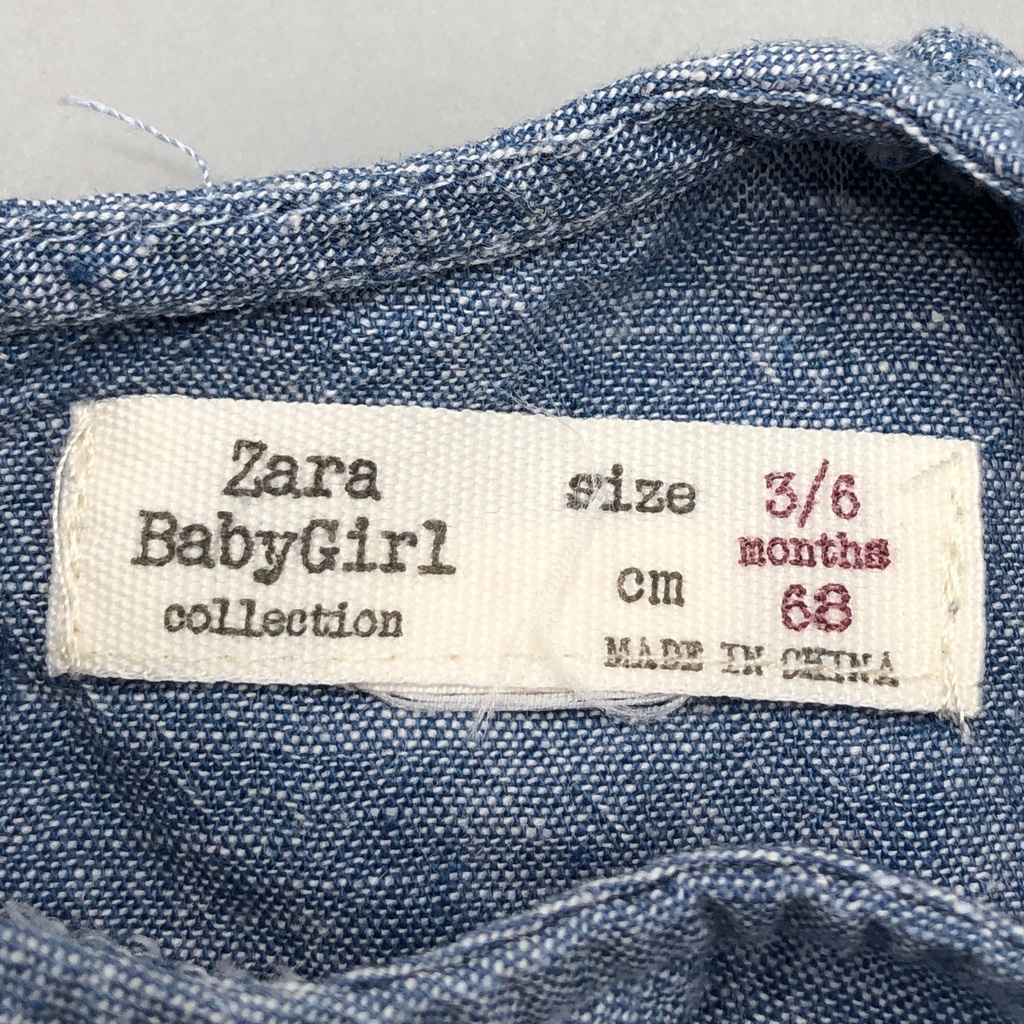 Zara
BabyGirl
collection
size 3/6
months
cm 68
MADE IN CHINA